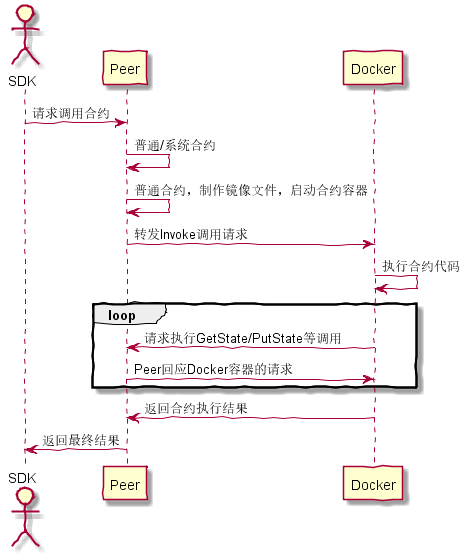 SDK
Peer
Docker
请求调用合约
普通/系统合约
普通合约，制作镜像文件，启动合约容器
转发Invoke调用请求
执行合约代码
loop
请求执行GetState/PutState等调用
Peer回应Docker容器的请求
返回合约执行结果
返回最终结果
SDK
Peer
Docker